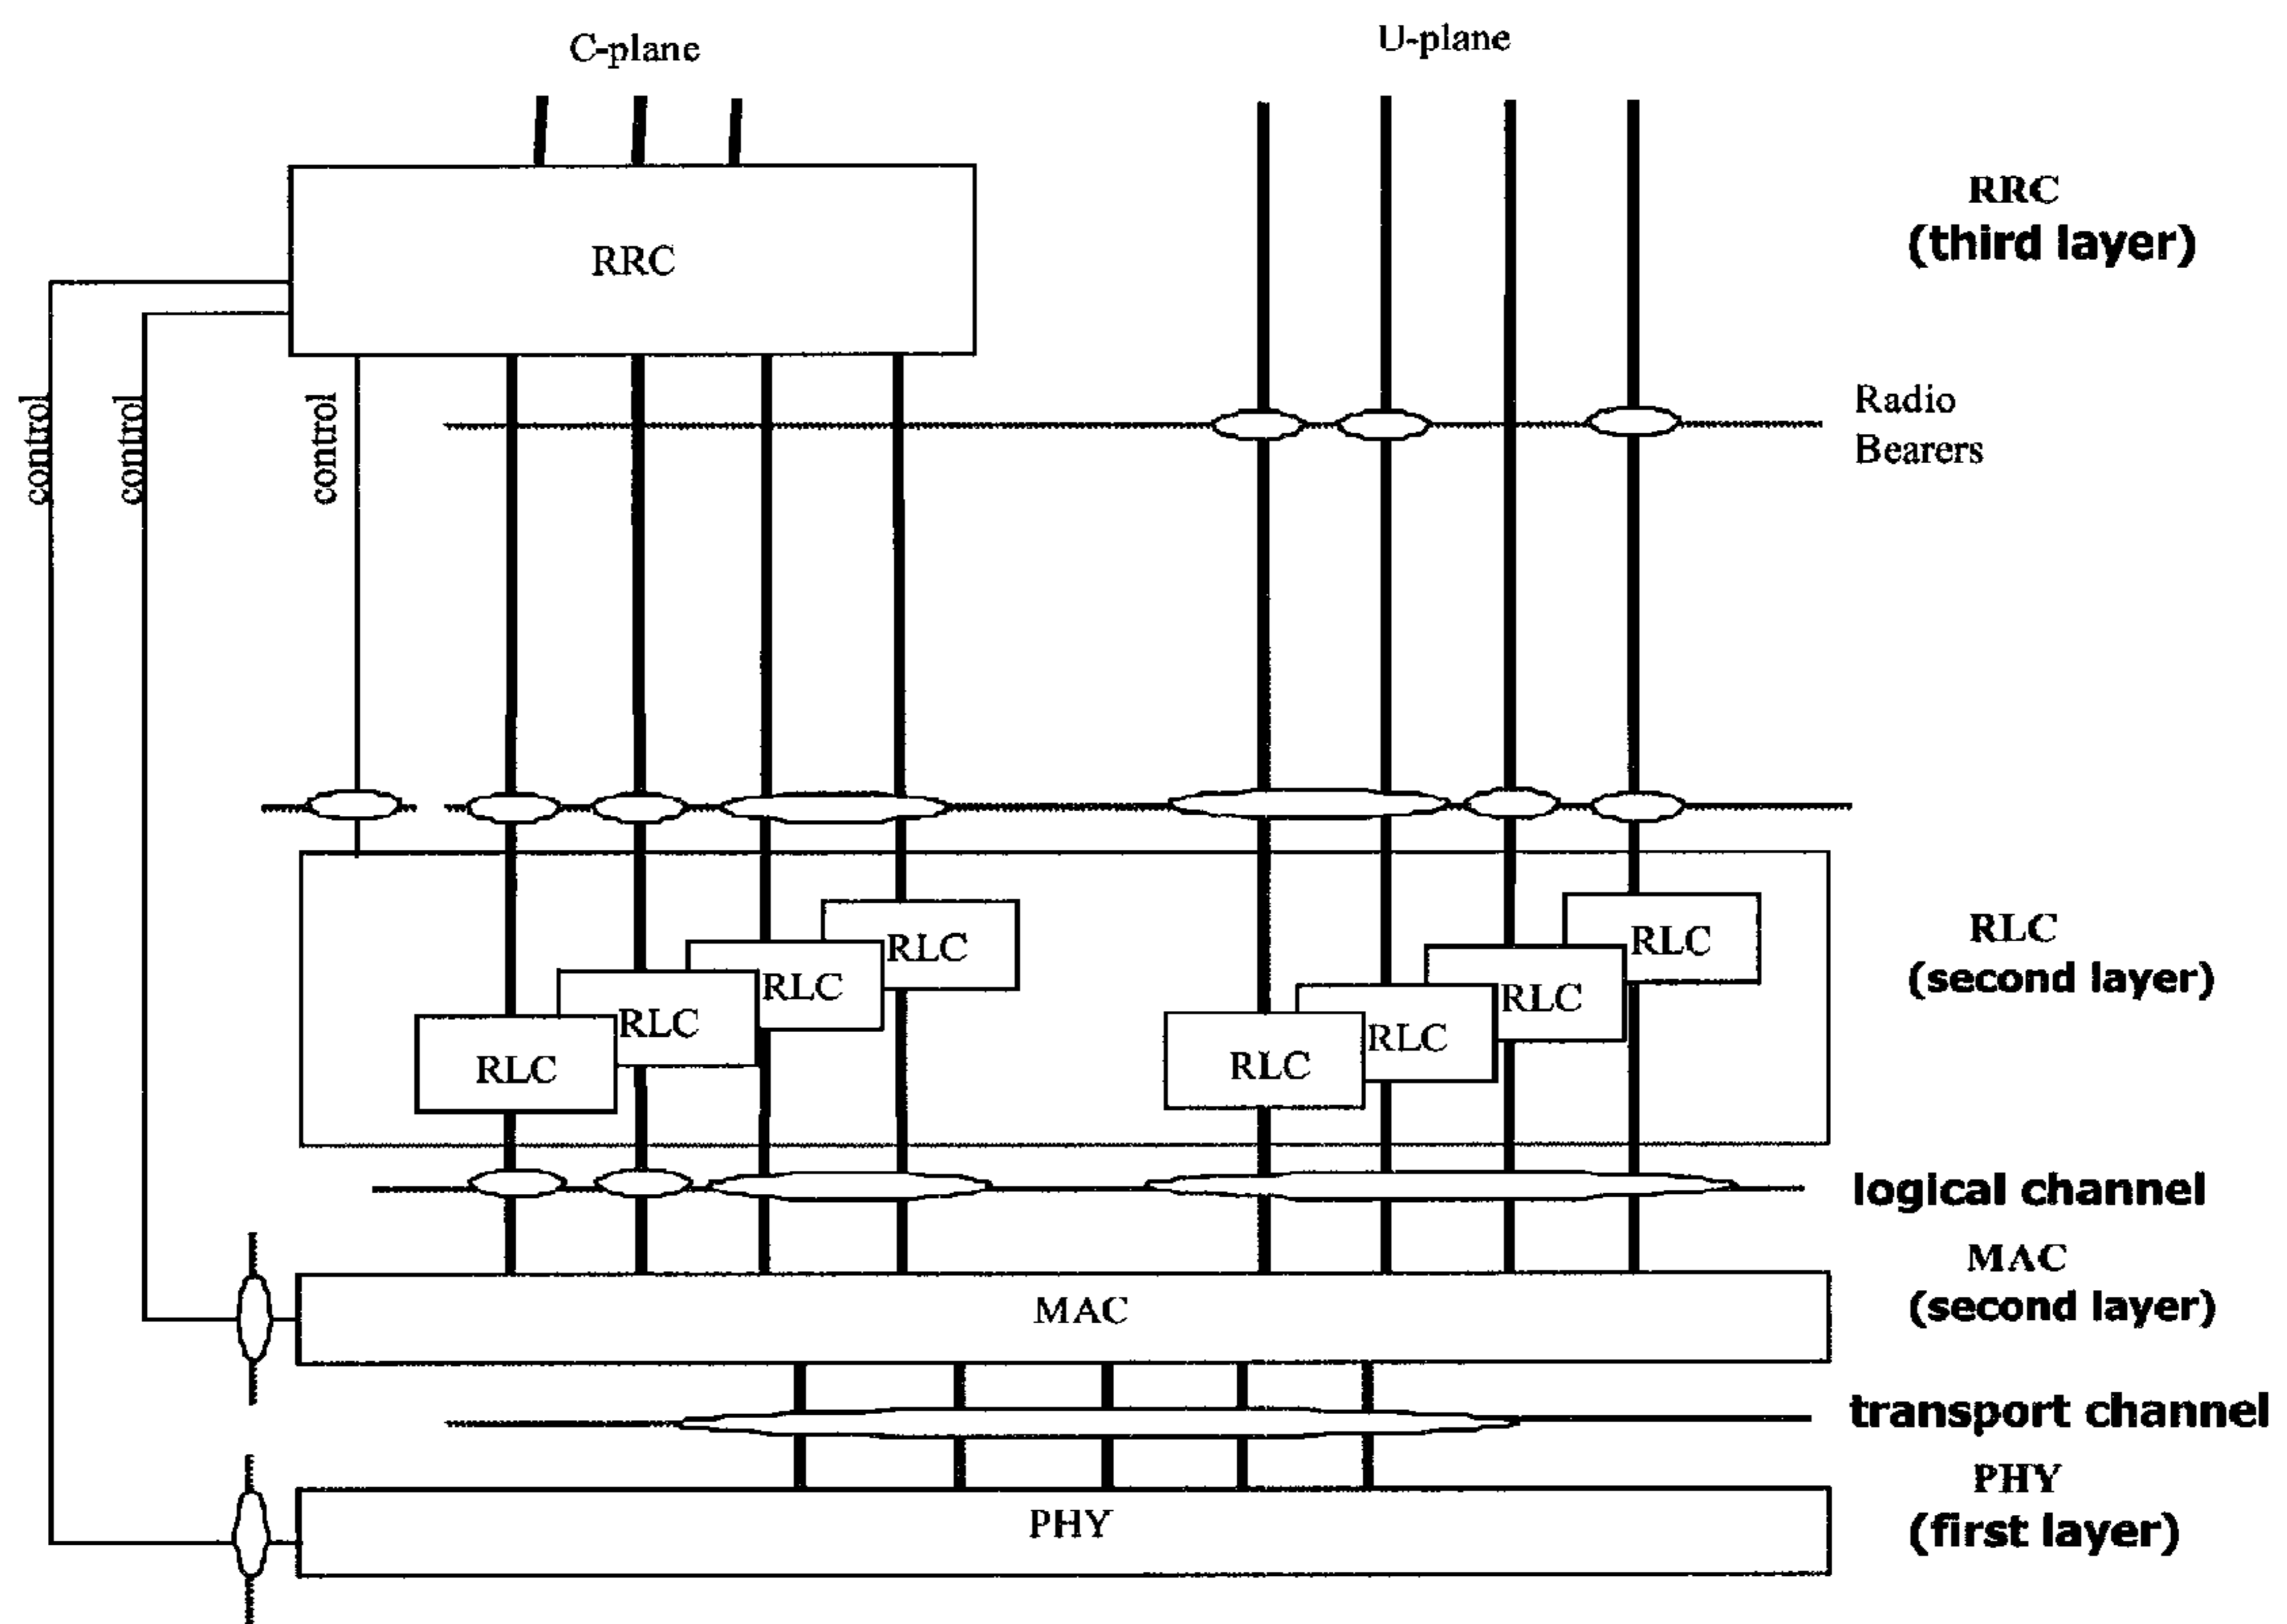 C-plane
U-plane
RRC
(third layer)
RRC
control
control
control
Radio
Bearers
RLC
RLC
RLC
RLC
RLC
RLC
RLC
RLC
RLC
(second layer)
logical channel
MAC
(second layer)
MAC
transport channel
PHY
(first layer)
PHY